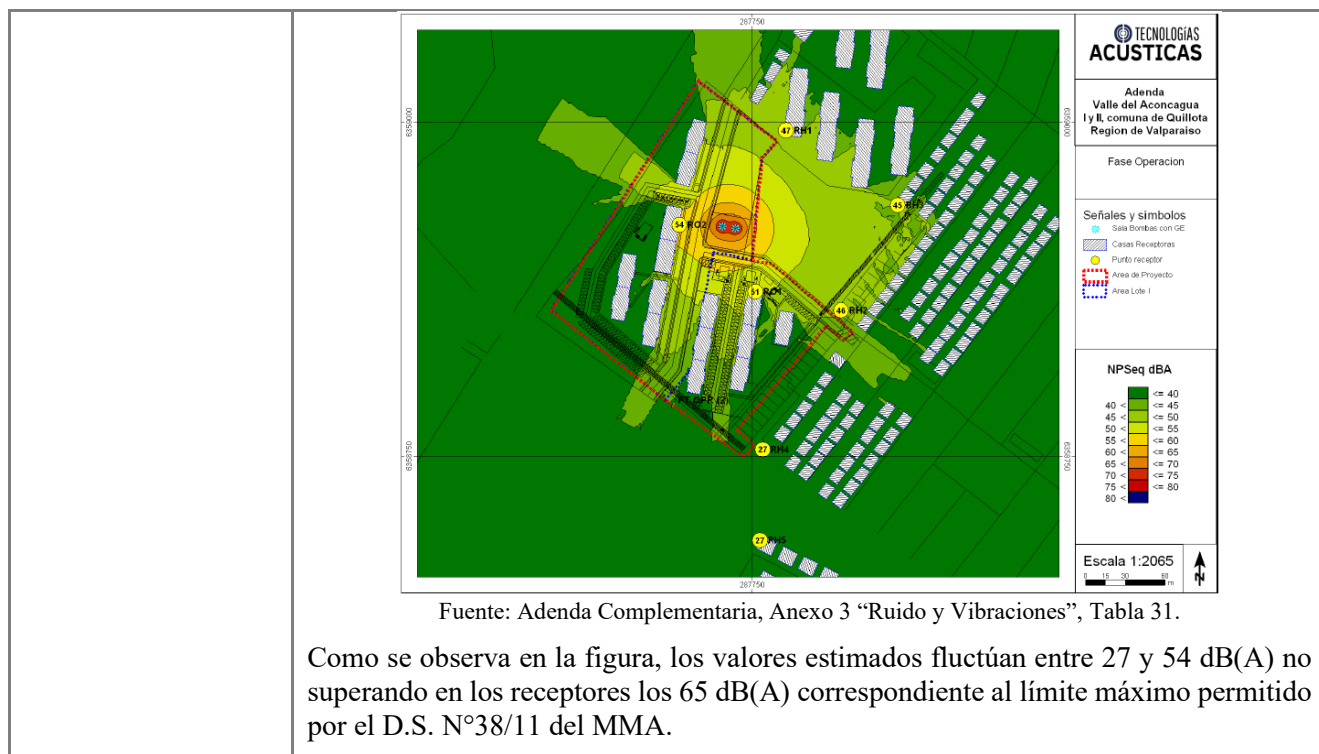 287750
TECNOLOGÍAS
ACUSTICAS
Adenda
Valle del Aconcagua
I y II, comuna de Quillota
Region de Valparaiso
Fase Operacion
Señales y simbolos
Sala Bombas con GE
Casas Receptoras
Punto receptor
Area de Proyecto
Area Lote I
NPSeq dBA
<= 40
40 < <= 45
45 < <= 50
50 < <= 55
55 < <= 60
60 < <= 65
65 < <= 70
70 < <= 75
75 < <= 80
80 <
Escala 1:2065
0 15 30 60
m
N
6359000
6359000
47 RH1
45 RH3
54 RO2
51 RO1
46 RH2
27 RH4
6358750
6358750
27 RH5
287750
Fuente: Adenda Complementaria, Anexo 3 “Ruido y Vibraciones”, Tabla 31.
Como se observa en la figura, los valores estimados fluctúan entre 27 y 54 dB(A) no
superando en los receptores los 65 dB(A) correspondiente al límite máximo permitido
por el D.S. N°38/11 del MMA.